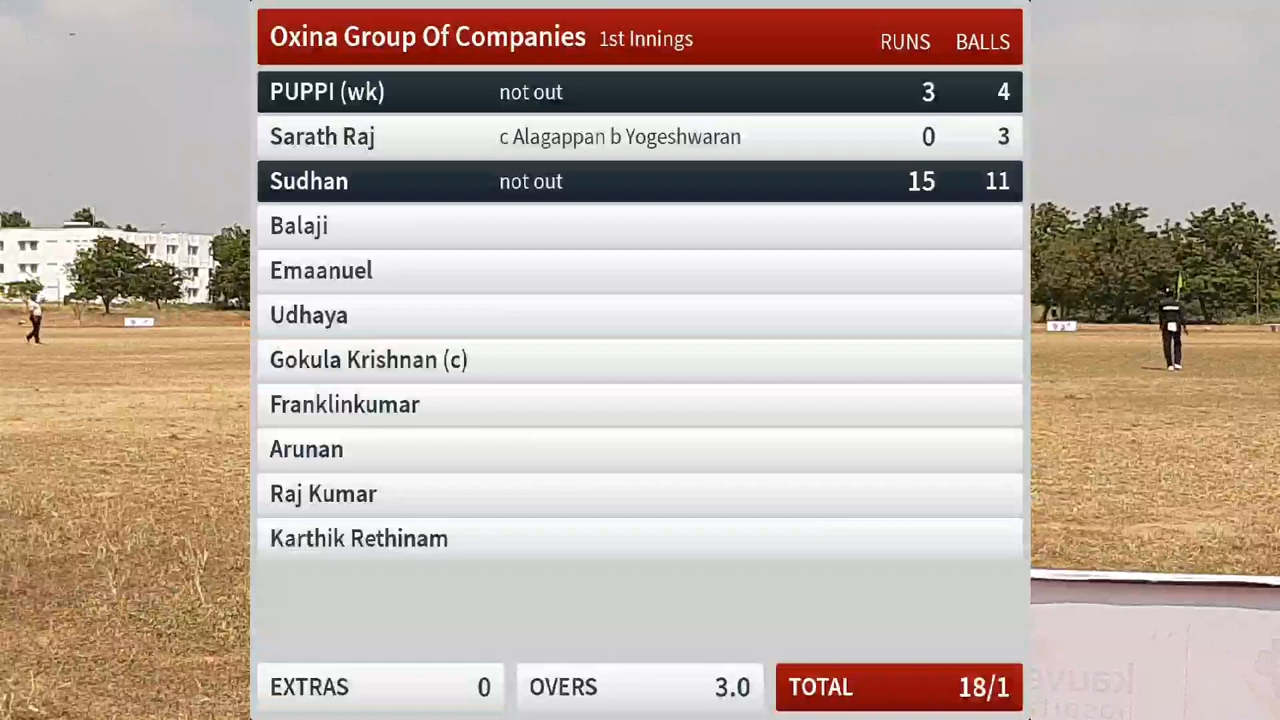 Oxina Group Of Companies 1st Innings RUNS BALLS
PUPPI (wk) not out 3 4
Sarath Raj c Alagappan b Yogeshwaran 0 3
Sudhan not out 15 11
Balaji
Emaanuel
Udhaya
Gokula Krishnan (c)
Franklinkumar
Arunan
Raj Kumar
Karthik Rethinam
EXTRAS 0 OVERS 3.0 TOTAL 18/1